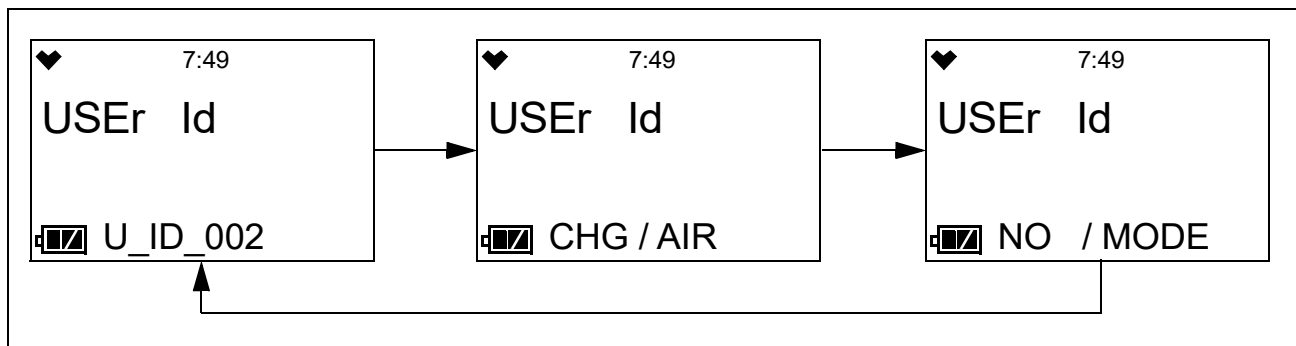 7:49
USEr Id
U_ID_002
7:49
USEr Id
CHG / AIR
7:49
USEr Id
NO / MODE